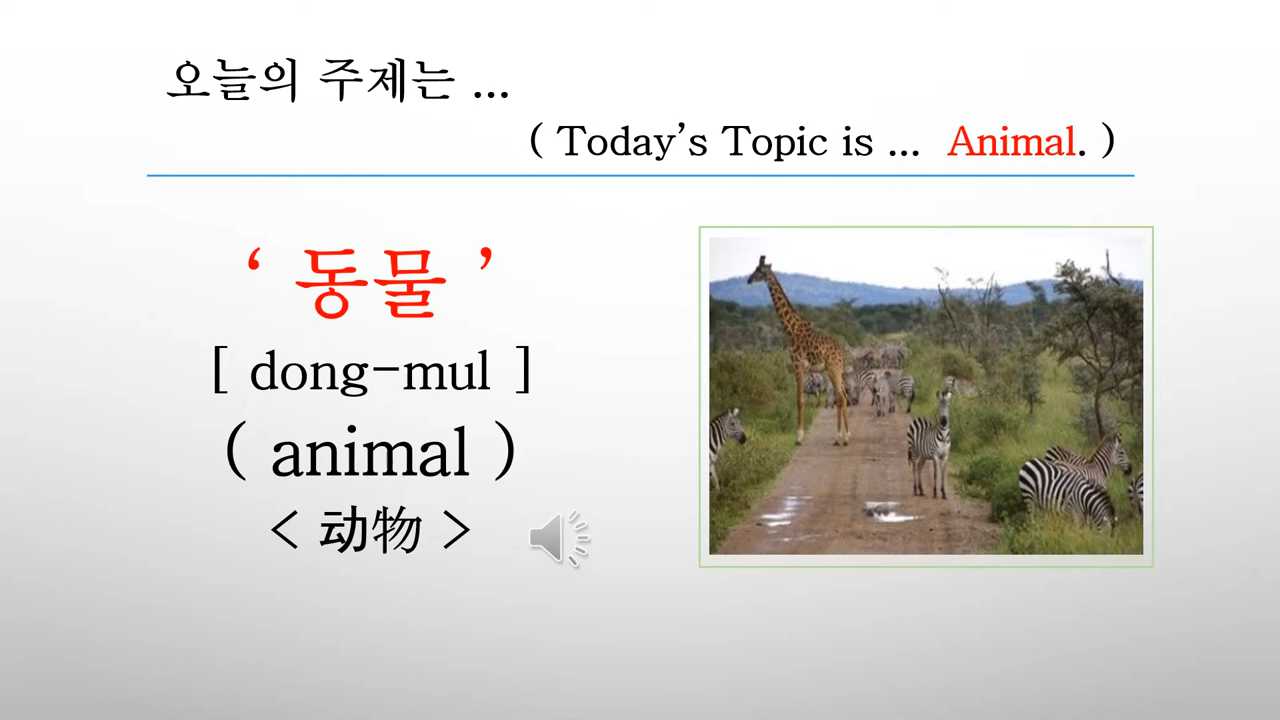 오늘의 주제는 ...
( Today's Topic is ... Animal. )
‘ 동물 ’
[ dong-mul ]
( animal )
< 动物 >